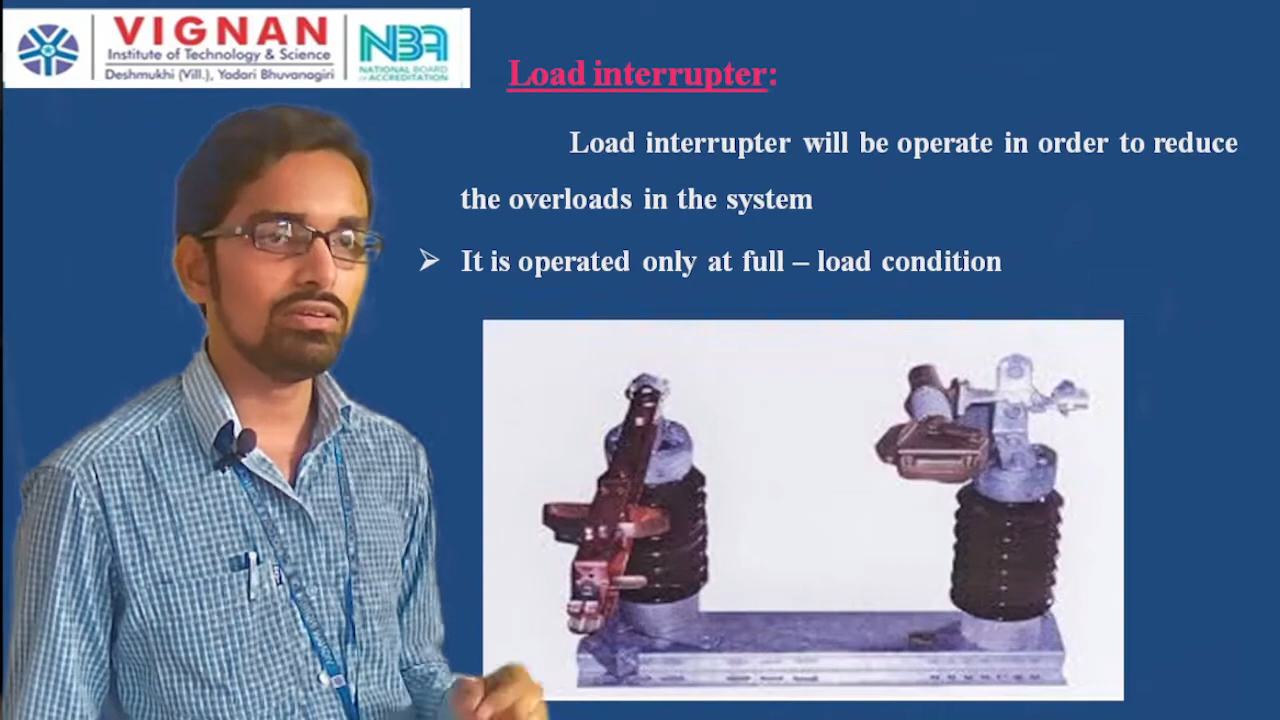 VIGNAN
Institute of Technology & Science
Deshmukhi (Vill.), Yadari Bhuvanagiri
NBA
NATIONAL BOARD
OF ACCREDITATION
Load interrupter:
Load interrupter will be operate in order to reduce
the overloads in the system
➢ It is operated only at full – load condition